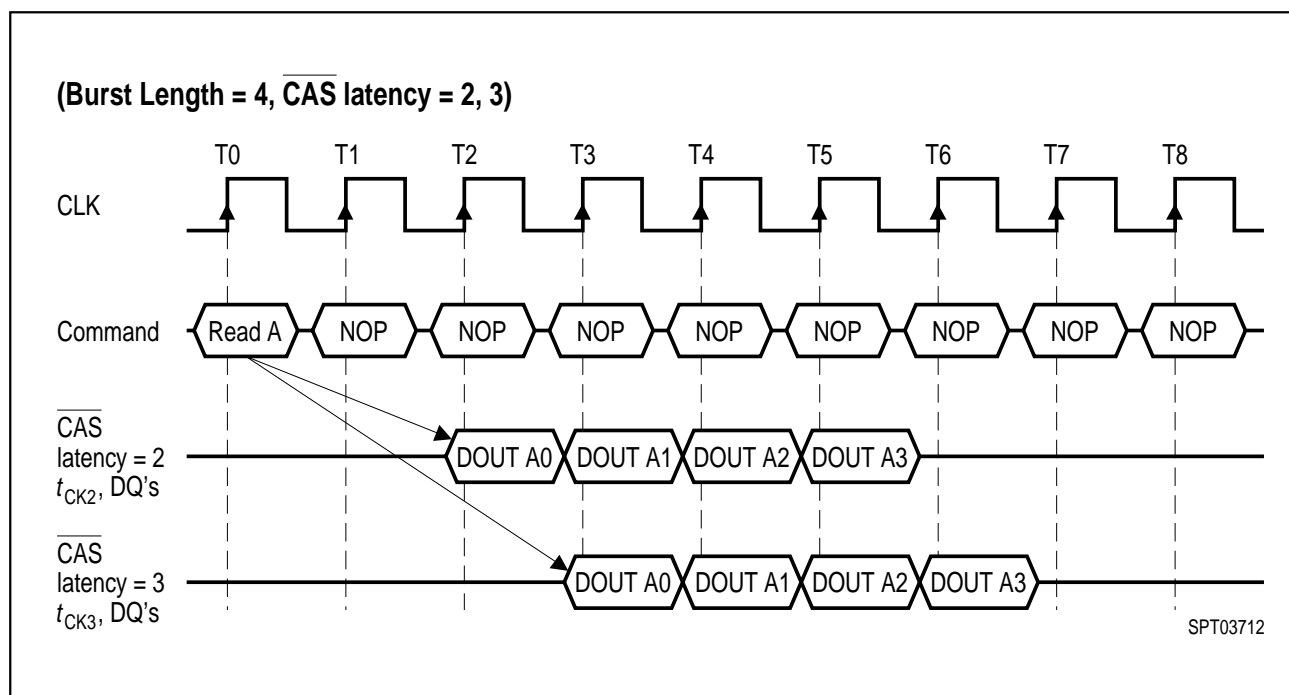 (Burst Length = 4, CAS latency = 2, 3)
T0 T1 T2 T3 T4 T5 T6 T7 T8
CLK
Command Read A NOP NOP NOP NOP NOP NOP NOP NOP
CAS
latency = 2 DOUT A0 DOUT A1 DOUT A2 DOUT A3
tCK2, DQ's
CAS
latency = 3 DOUT A0 DOUT A1 DOUT A2 DOUT A3
tCK3, DQ's
SPT03712